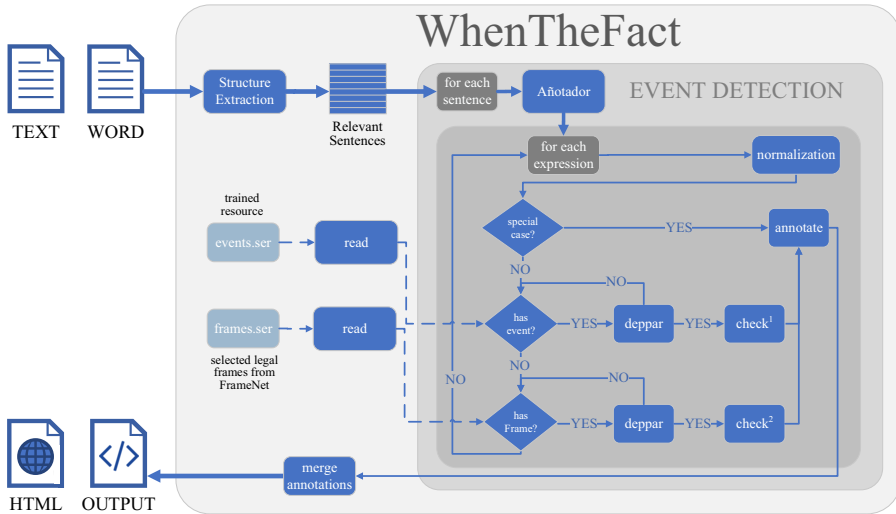 WhenTheFact
TEXT
WORD
Structure
Extraction
Relevant
Sentences
for each
sentence
Añotador
EVENT DETECTION
for each
expression
normalization
trained
resource
events.ser
read
special
case?
YES
annotate
NO
NO
frames.ser
read
has
event?
YES
deppar
YES
check¹
selected legal
frames from
FrameNet
NO
NO
NO
has
Frame?
YES
deppar
YES
check²
HTML
OUTPUT
</>
merge
annotations